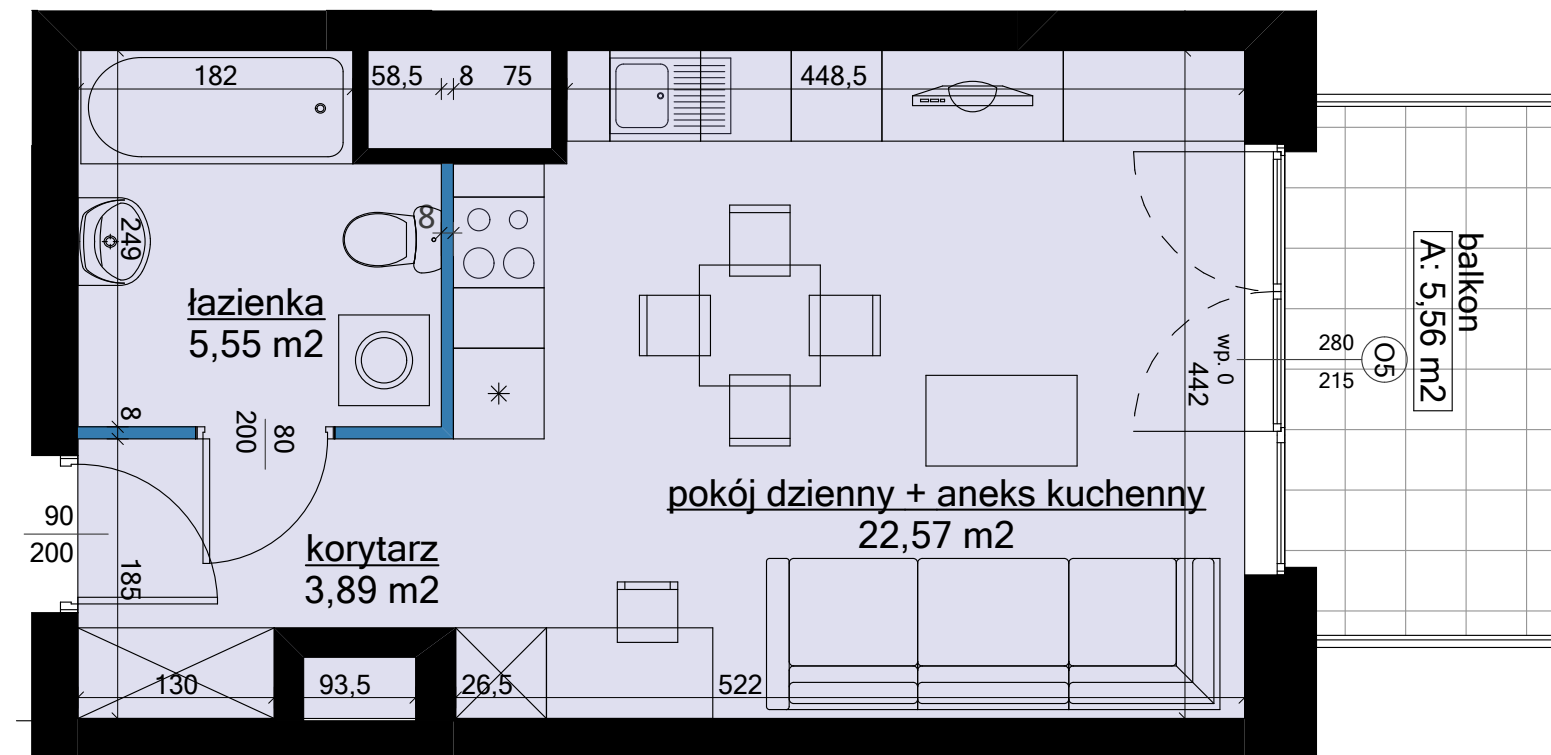 182
58,5
8
75
448,5
249
8
łazienka
5,55 m2
8
80
200
90
200
185
korytarz
3,89 m2
pokój dzienny + aneks kuchenny
22,57 m2
wp. 0
442
280
215
O5
balkon
A: 5,56 m2
130
93,5
26,5
522